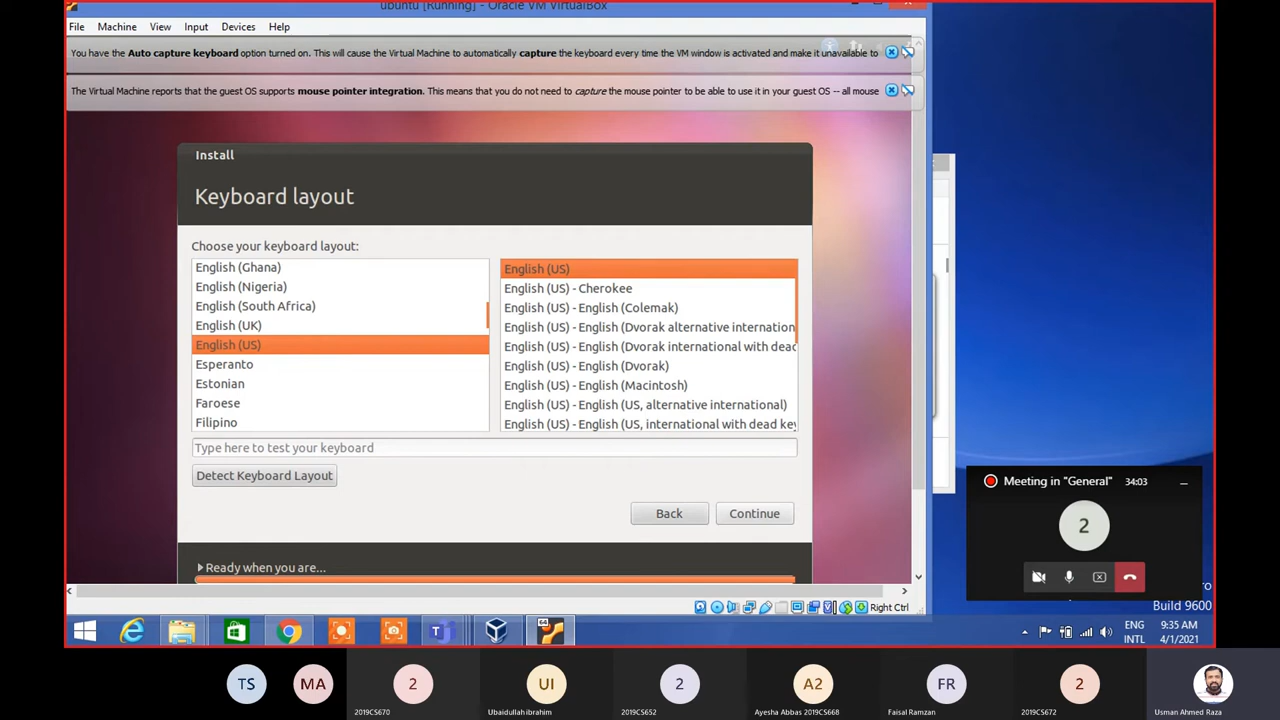 ubuntu [Running] - Oracle VM VirtualBox
File Machine View Input Devices Help
You have the Auto capture keyboard option turned on. This will cause the Virtual Machine to automatically capture the keyboard every time the VM window is activated and make it unavailable to
The Virtual Machine reports that the guest OS supports mouse pointer integration. This means that you do not need to capture the mouse pointer to be able to use it in your guest OS -- all mouse
Install
Keyboard layout
Choose your keyboard layout:
English (Ghana)
English (Nigeria)
English (South Africa)
English (UK)
English (US)
Esperanto
Estonian
Faroese
Filipino
English (US)
English (US) - Cherokee
English (US) - English (Colemak)
English (US) - English (Dvorak alternative internation
English (US) - English (Dvorak international with dead
English (US) - English (Dvorak)
English (US) - English (Macintosh)
English (US) - English (US, alternative international)
English (US) - English (US, international with dead key
Type here to test your keyboard
Detect Keyboard Layout
Back Continue
Ready when you are...
Right Ctrl
Meeting in "General" 34:03
2
Build 9600
64
ENG
INTL
9:35 AM
4/1/2021
TS MA 2 UI 2 A2 FR 2
2019CS670 Ubaidullah ibrahim 2019CS652 Ayesha Abbas 2019CS668 Faisal Ramzan 2019CS672 Usman Ahmed Raza